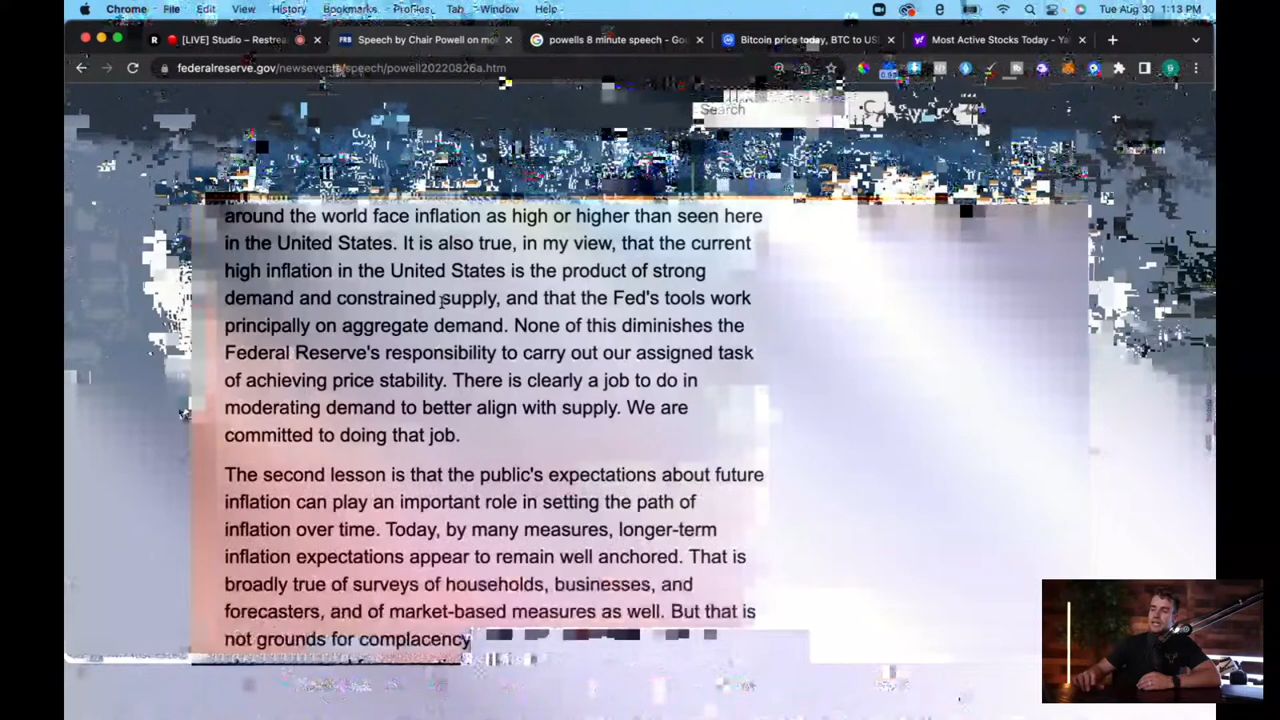 Chrome File Edit View History Bookmarks Profiles Tab Window Help Tue Aug 30 1:13 PM
[LIVE] Studio – Restrea Speech by Chair Powell on mo powells 8 minute speech - Goo Bitcoin price today, BTC to US Most Active Stocks Today - Ya
federalreserve.gov/newsevents/speech/powell20220826a.htm
Search
around the world face inflation as high or higher than seen here
in the United States. It is also true, in my view, that the current
high inflation in the United States is the product of strong
demand and constrained supply, and that the Fed's tools work
principally on aggregate demand. None of this diminishes the
Federal Reserve's responsibility to carry out our assigned task
of achieving price stability. There is clearly a job to do in
moderating demand to better align with supply. We are
committed to doing that job.
The second lesson is that the public's expectations about future
inflation can play an important role in setting the path of
inflation over time. Today, by many measures, longer-term
inflation expectations appear to remain well anchored. That is
broadly true of surveys of households, businesses, and
forecasters, and of market-based measures as well. But that is
not grounds for complacency